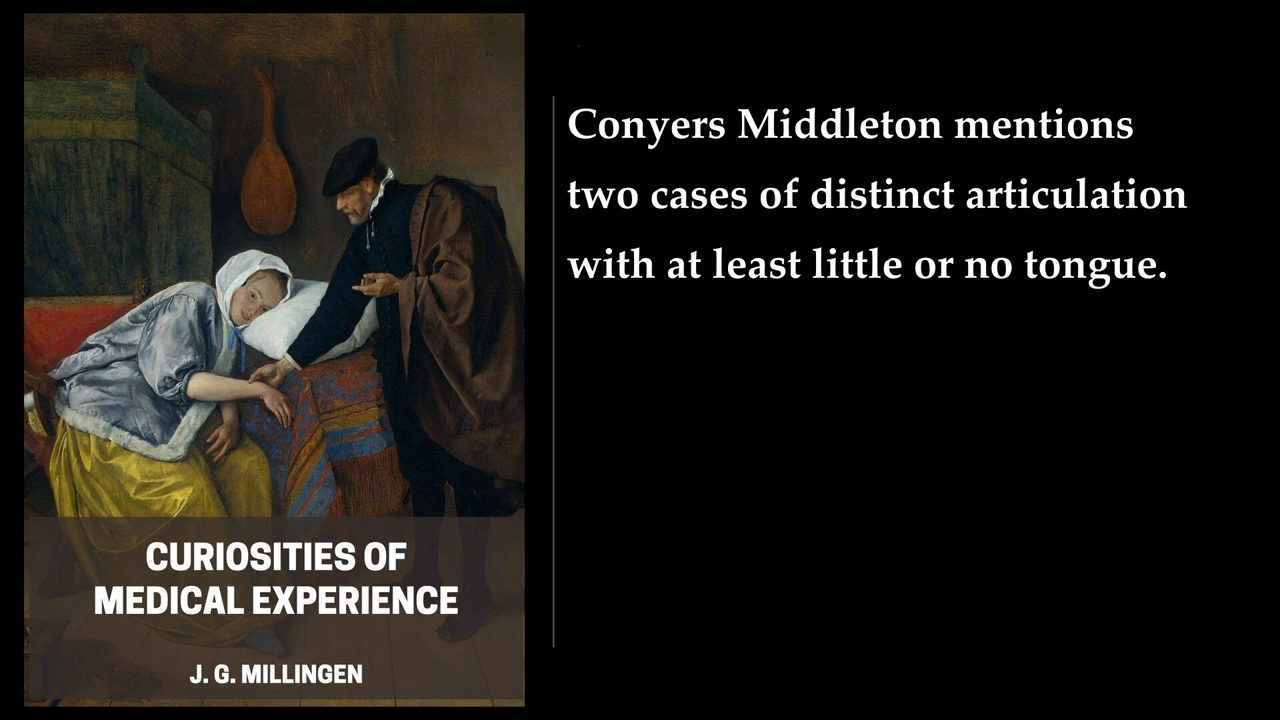 CURIOSITIES OF
MEDICAL EXPERIENCE
J. G. MILLINGEN
Conyers Middleton mentions
two cases of distinct articulation
with at least little or no tongue.